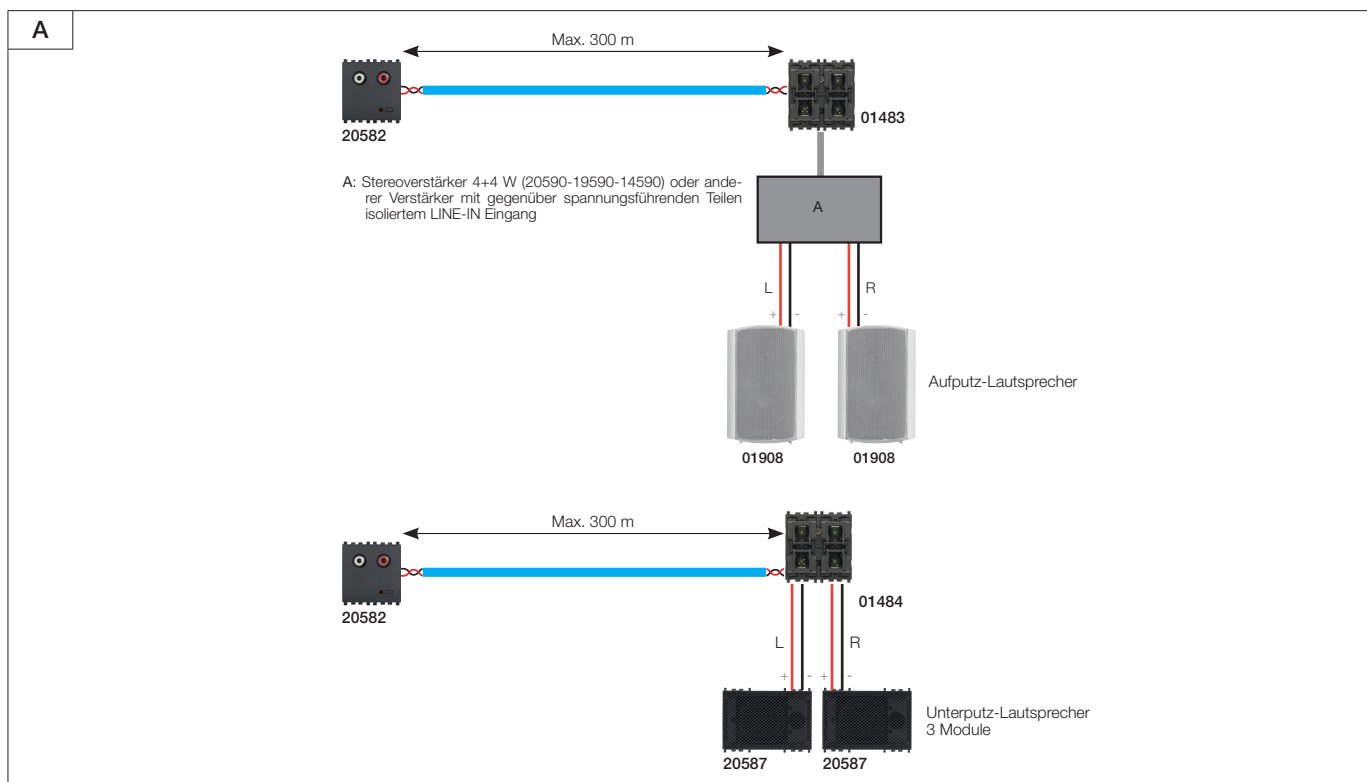 A
Max. 300 m
20582
01483
A: Stereoverstärker 4+4 W (20590-19590-14590) oder ande-
rer Verstärker mit gegenüber spannungsführenden Teilen
isoliertem LINE-IN Eingang
A
L
R
+ - + -
Aufputz-Lautsprecher
01908 01908
Max. 300 m
20582
01484
L
R
+ - + -
Unterputz-Lautsprecher
3 Module
20587 20587